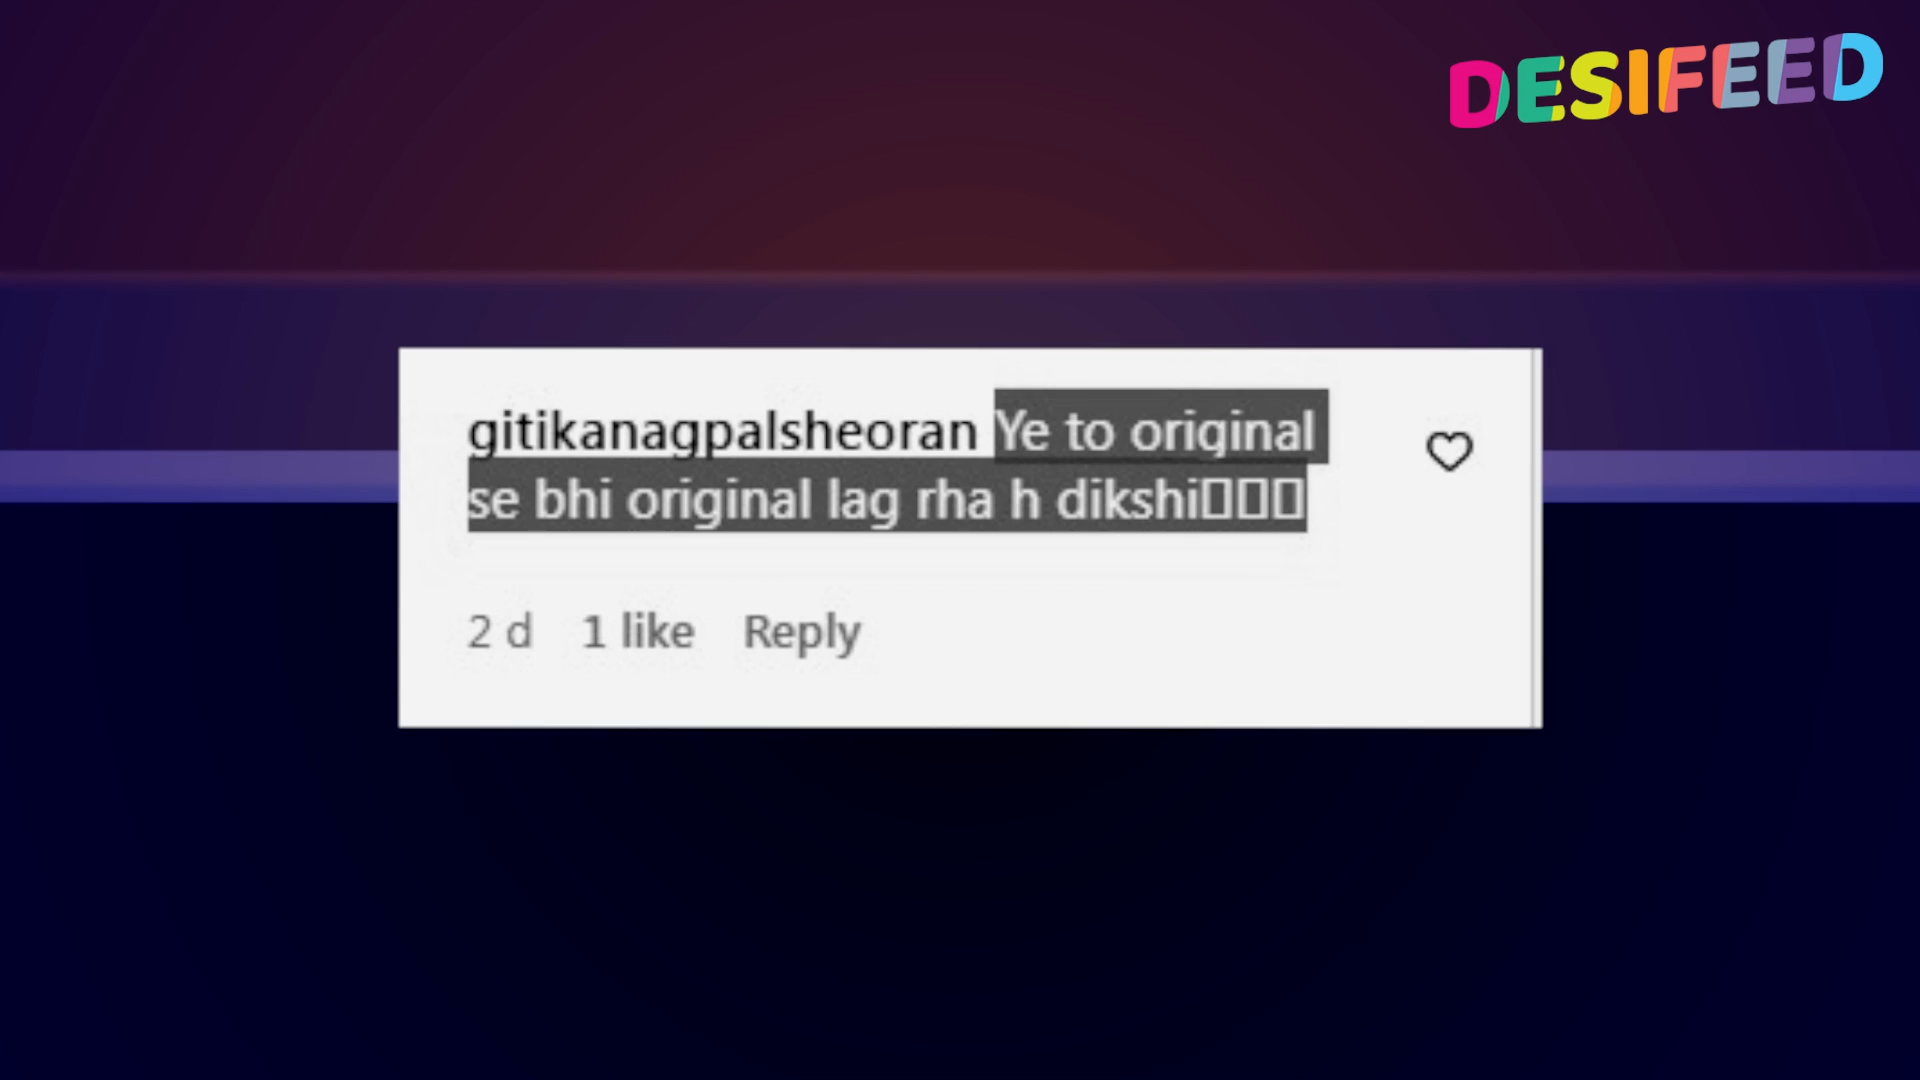 DESIFEED
gitikanagpalsheoran Ye to original
se bhi original lag rha h dikshi
2 d 1 like Reply